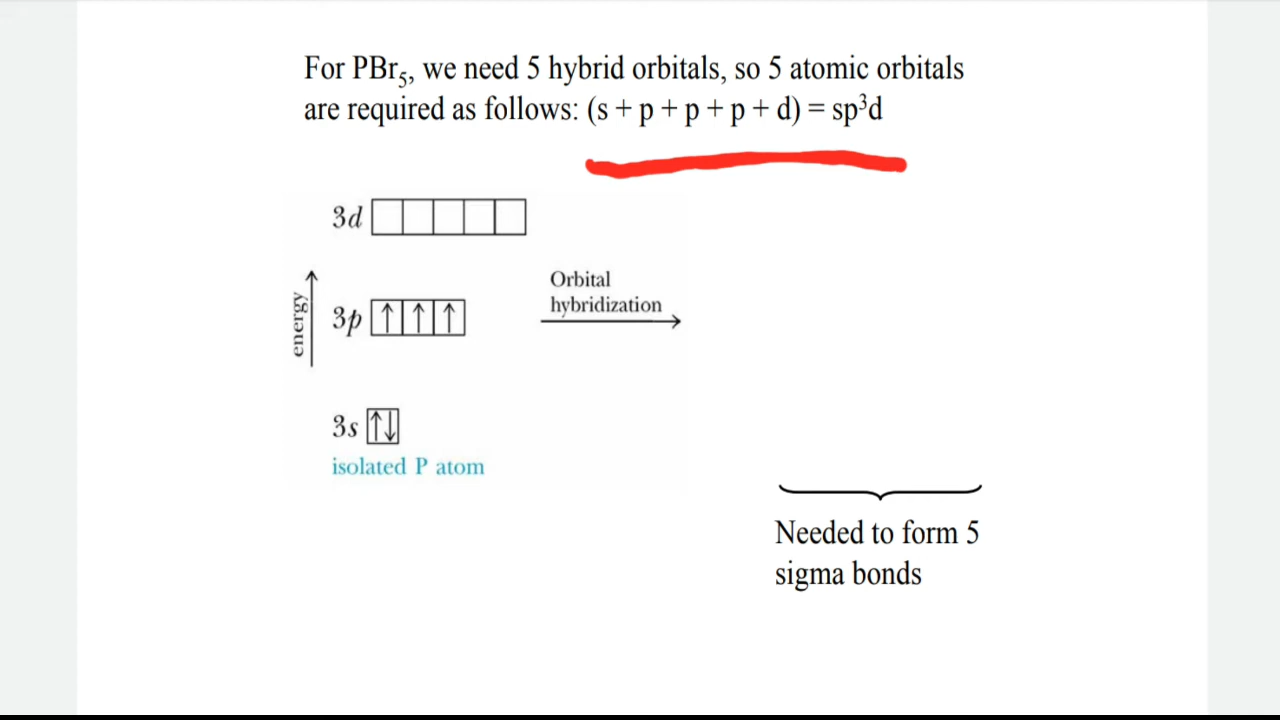 For PBr₅, we need 5 hybrid orbitals, so 5 atomic orbitals
are required as follows: (s + p + p + p + d) = sp³d
3d
Orbital
hybridization
energy
3p ↑ ↑ ↑
3s ↑↓
isolated P atom
Needed to form 5
sigma bonds